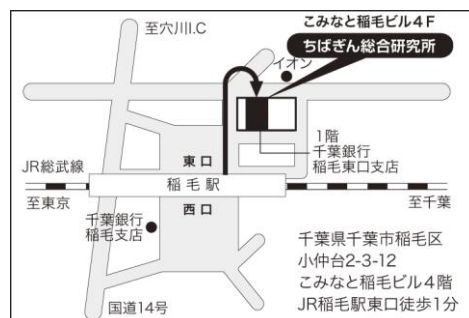 至穴川I.C
こみなと稲毛ビル4F
ちばぎん総合研究所
イオン
1階
千葉銀行
稲毛東口支店
JR総武線
東口
稲毛駅
西口
至東京
至千葉
千葉銀行
稲毛支店
国道14号
千葉県千葉市稲毛区
小仲台2-3-12
こみなと稲毛ビル4階
JR稲毛駅東口徒歩1分